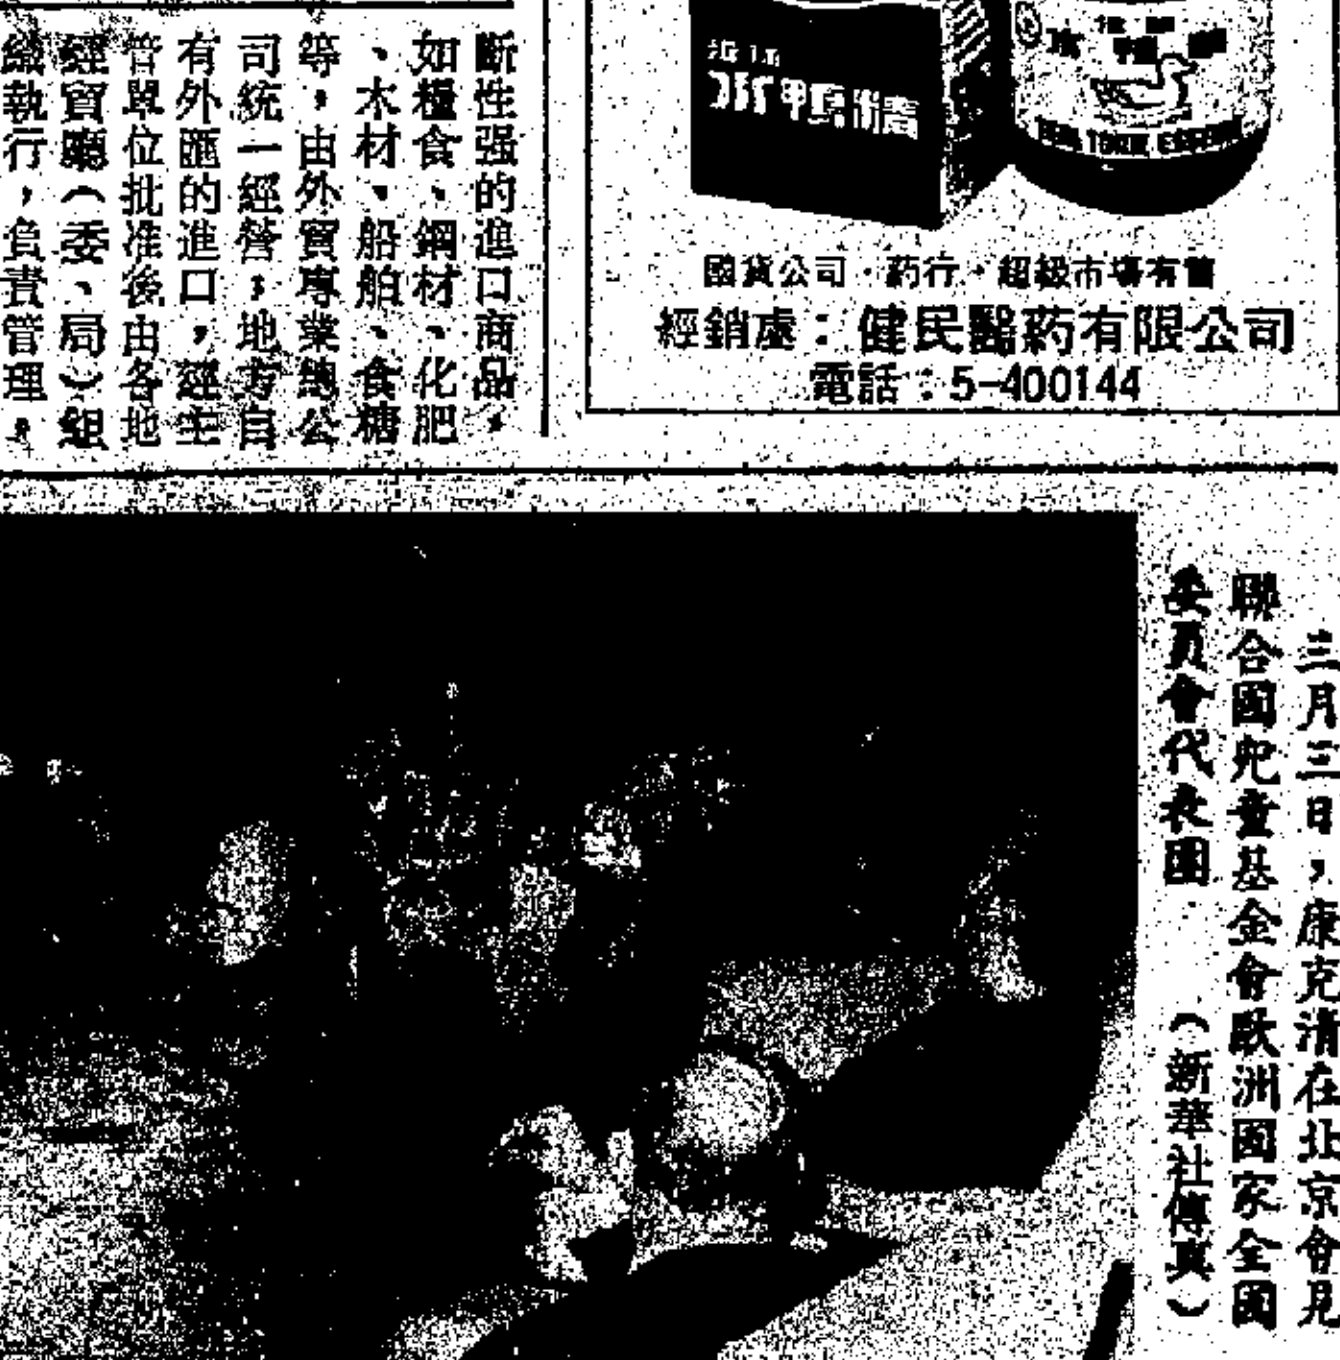 斷性强的進口商品，
如糧食、鋼材、化肥
、木材、船舶、食糖
等，由外貿專業總公
司統一經營；地方自
有外匯的進口，經主
管單位批准後由各地
經貿廳（委、局）組
織執行，負責管理。
國貨公司·葯行·超級市場有售
經銷處：健民醫葯有限公司
電話：5-400144
三月三日，康克清在北京會見
聯合國兒童基金會歐洲國家全國
委員會代表團
（新華社傳真）